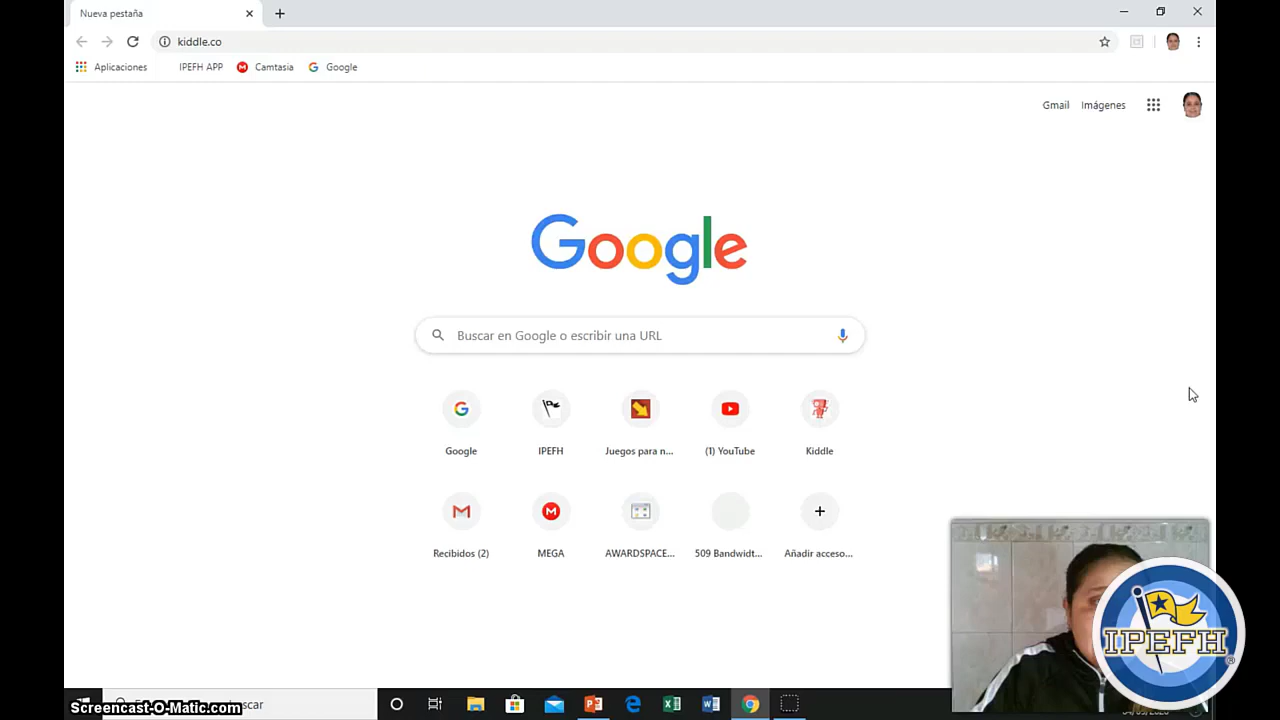 Nueva pestaña
kiddle.co
Aplicaciones
IPEFH APP
Camtasia
Google
Gmail
Imágenes
Google
Buscar en Google o escribir una URL
Google
IPEFH
Juegos para n...
(1) YouTube
Kiddle
Recibidos (2)
MEGA
AWARDSPACE...
509 Bandwidt...
Añadir acceso...
IPEFH
Screencast-O-Matic.com